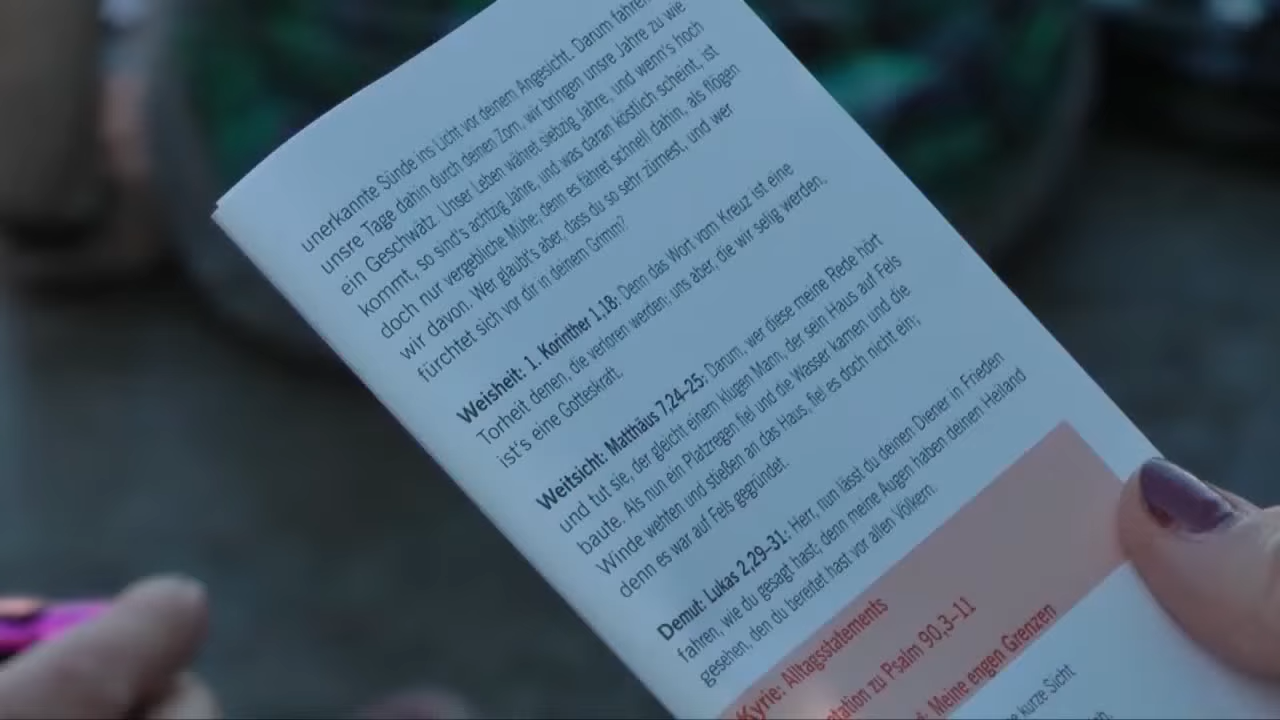 unerkannte Sünde ins Licht vor deinem Angesicht. Darum fahren
unsre Tage dahin durch deinen Zorn, wir bringen unsre Jahre zu wie
ein Geschwätz. Unser Leben währet siebzig Jahre, und wenn's hoch
kommt, so sind's achtzig Jahre, und was daran köstlich scheint, ist
doch nur vergebliche Mühe; denn es fähret schnell dahin, als flögen
wir davon. Wer glaubt's aber, dass du so sehr zürnest, und wer
fürchtet sich vor dir in deinem Grimm?
Weisheit: 1. Korinther 1,18: Denn das Wort vom Kreuz ist eine
Torheit denen, die verloren werden; uns aber, die wir selig werden,
ist's eine Gotteskraft.
Weitsicht: Matthäus 7,24-25: Darum, wer diese meine Rede hört
und tut sie, der gleicht einem klugen Mann, der sein Haus auf Fels
baute. Als nun ein Platzregen fiel und die Wasser kamen und die
Winde wehten und stießen an das Haus, fiel es doch nicht ein;
denn es war auf Fels gegründet.
Demut: Lukas 2,29-31: Herr, nun lässt du deinen Diener in Frieden
fahren, wie du gesagt hast; denn meine Augen haben deinen Heiland
gesehen, den du bereitet hast vor allen Völkern.
Kyrie: Alltagsstatements
tation zu Psalm 90,3–11
Meine engen Grenzen
kurze Sicht